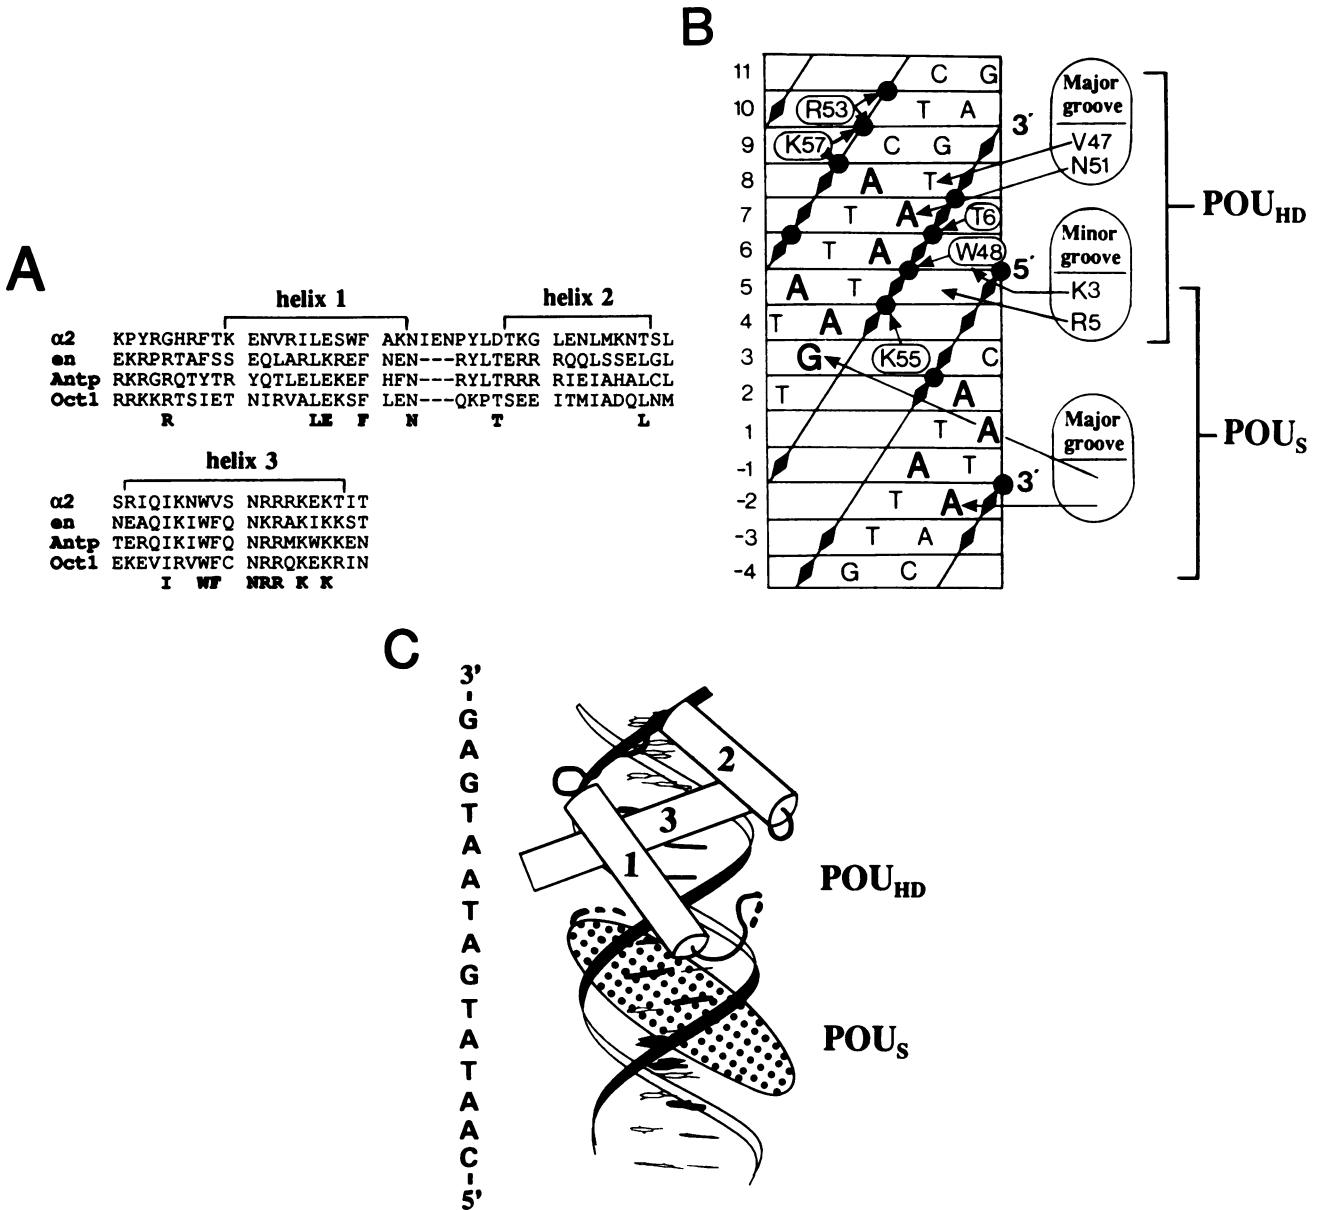 A
helix 1 helix 2
α2 KPYRGHRFTK ENVRILESWF AKNIENPYLDTKG LENLMKNTSL
en EKRPRTAFSS EQLARLKREF NEN---RYLTERR RQQLSSELGL
Antp RKRGRQTYTR YQTLELEKEF HFN---RYLTRRR RIEIAHALCL
Oct1 RRKKRTSIET NIRVALEKSF LEN---QKPTSEE ITMIADQLNM
R LE F N T L
helix 3
α2 SRIQIKNWVS NRRRKEKTIT
en NEAQIKIWFQ NKRAKIKKST
Antp TERQIKIWFQ NRRMKWKKEN
Oct1 EKEVIRVWFC NRRQKEKRIN
I WF NRR K K
B
11 C G
10 R53 T A 3′
9 K57 C G
8 A T
7 T A T6
6 T A W48
5 A T 5′
4 T A
3 G K55 C
2 T A
1 T A
-1 A T
-2 T A 3′
-3 T A
-4 G C
Major
groove
V47
N51
POUHD
Minor
groove
K3
R5
Major
groove
POUS
C
3'
G
A
G
T
A
A
T
A
G
T
A
T
A
A
C
5'
2
3
1
POUHD
POUS